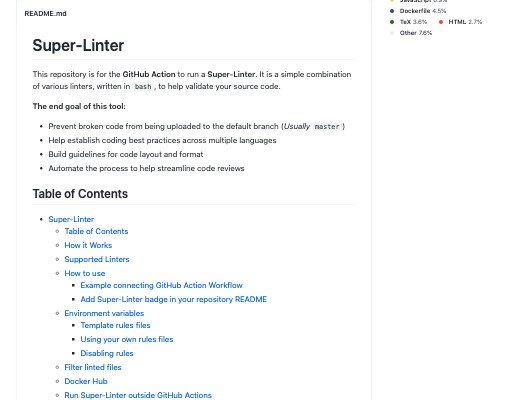 README.md
Dockerfile 4.5%
TeX 3.6% HTML 2.7%
Other 7.6%
Super-Linter
This repository is for the GitHub Action to run a Super-Linter. It is a simple combination
of various linters, written in bash , to help validate your source code.
The end goal of this tool:
Prevent broken code from being uploaded to the default branch (Usually master )
Help establish coding best practices across multiple languages
Build guidelines for code layout and format
Automate the process to help streamline code reviews
Table of Contents
Super-Linter
Table of Contents
How it Works
Supported Linters
How to use
Example connecting GitHub Action Workflow
Add Super-Linter badge in your repository README
Environment variables
Template rules files
Using your own rules files
Disabling rules
Filter linted files
Docker Hub
Run Super-Linter outside GitHub Actions